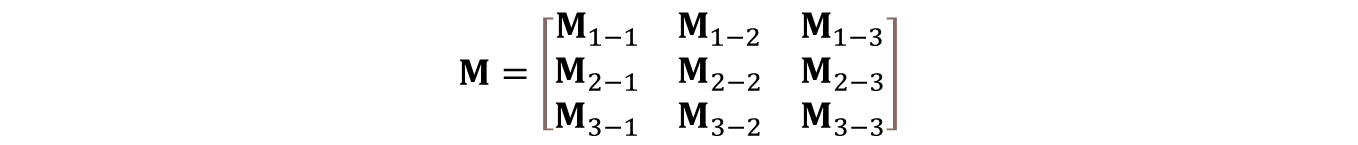 M = [M₁₋₁ M₁₋₂ M₁₋₃
M₂₋₁ M₂₋₂ M₂₋₃
M₃₋₁ M₃₋₂ M₃₋₃]